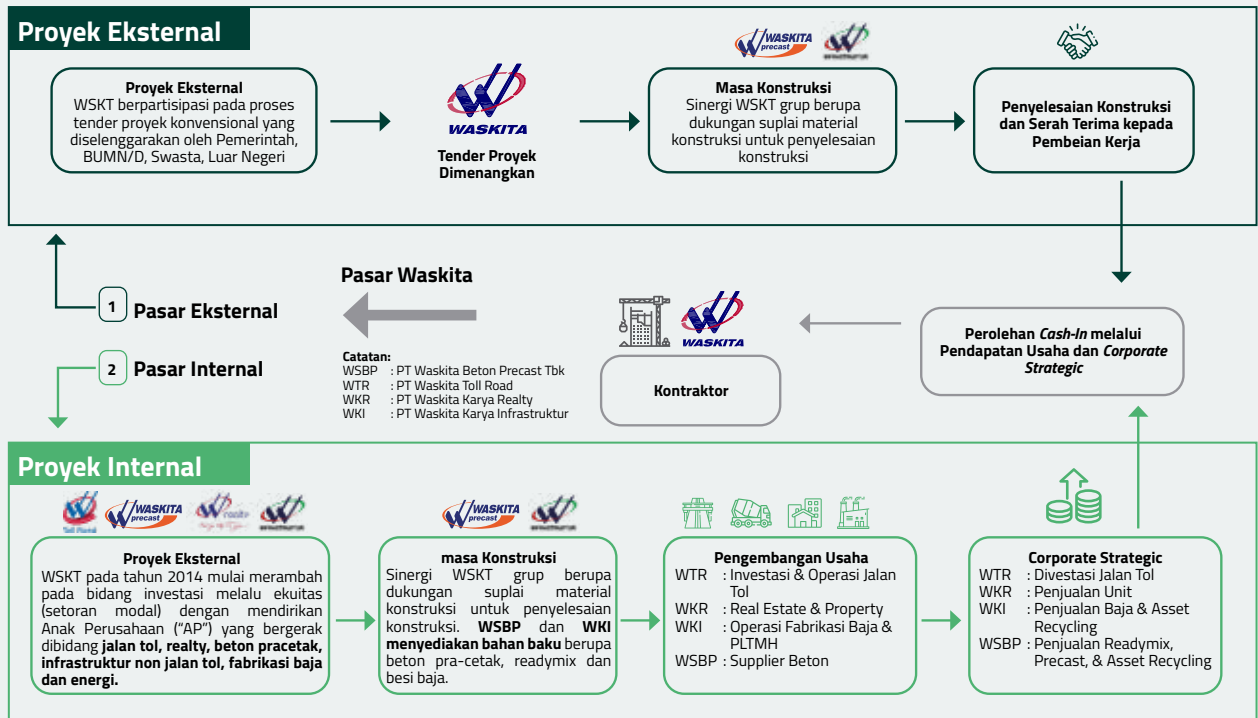 Proyek Eksternal
Proyek Eksternal
WSKT berpartisipasi pada proses
tender proyek konvensional yang
diselenggarakan oleh Pemerintah,
BUMN/D, Swasta, Luar Negeri
WASKITA
Tender Proyek
Dimenangkan
WASKITA
precast
Masa Konstruksi
Sinergi WSKT grup berupa
dukungan suplai material
konstruksi untuk penyelesaian
konstruksi
Penyelesaian Konstruksi
dan Serah Terima kepada
Pembeian Kerja
1 Pasar Eksternal
2 Pasar Internal
Pasar Waskita
Catatan:
WSBP : PT Waskita Beton Precast Tbk
WTR : PT Waskita Toll Road
WKR : PT Waskita Karya Realty
WKI : PT Waskita Karya Infrastruktur
WASKITA
Kontraktor
Perolehan Cash-In melalui
Pendapatan Usaha dan Corporate
Strategic
Proyek Internal
WASKITA
precast
Proyek Eksternal
WSKT pada tahun 2014 mulai merambah
pada bidang investasi melalu ekuitas
(setoran modal) dengan mendirikan
Anak Perusahaan (“AP”) yang bergerak
dibidang jalan tol, realty, beton pracetak,
infrastruktur non jalan tol, fabrikasi baja
dan energi.
WASKITA
precast
masa Konstruksi
Sinergi WSKT grup berupa
dukungan suplai material
konstruksi untuk penyelesaian
konstruksi. WSBP dan WKI
menyediakan bahan baku berupa
beton pra-cetak, readymix dan
besi baja.
Pengembangan Usaha
WTR : Investasi & Operasi Jalan
Tol
WKR : Real Estate & Property
WKI : Operasi Fabrikasi Baja &
PLTMH
WSBP : Supplier Beton
Corporate Strategic
WTR : Divestasi Jalan Tol
WKR : Penjualan Unit
WKI : Penjualan Baja & Asset
Recycling
WSBP : Penjualan Readymix,
Precast, & Asset Recycling